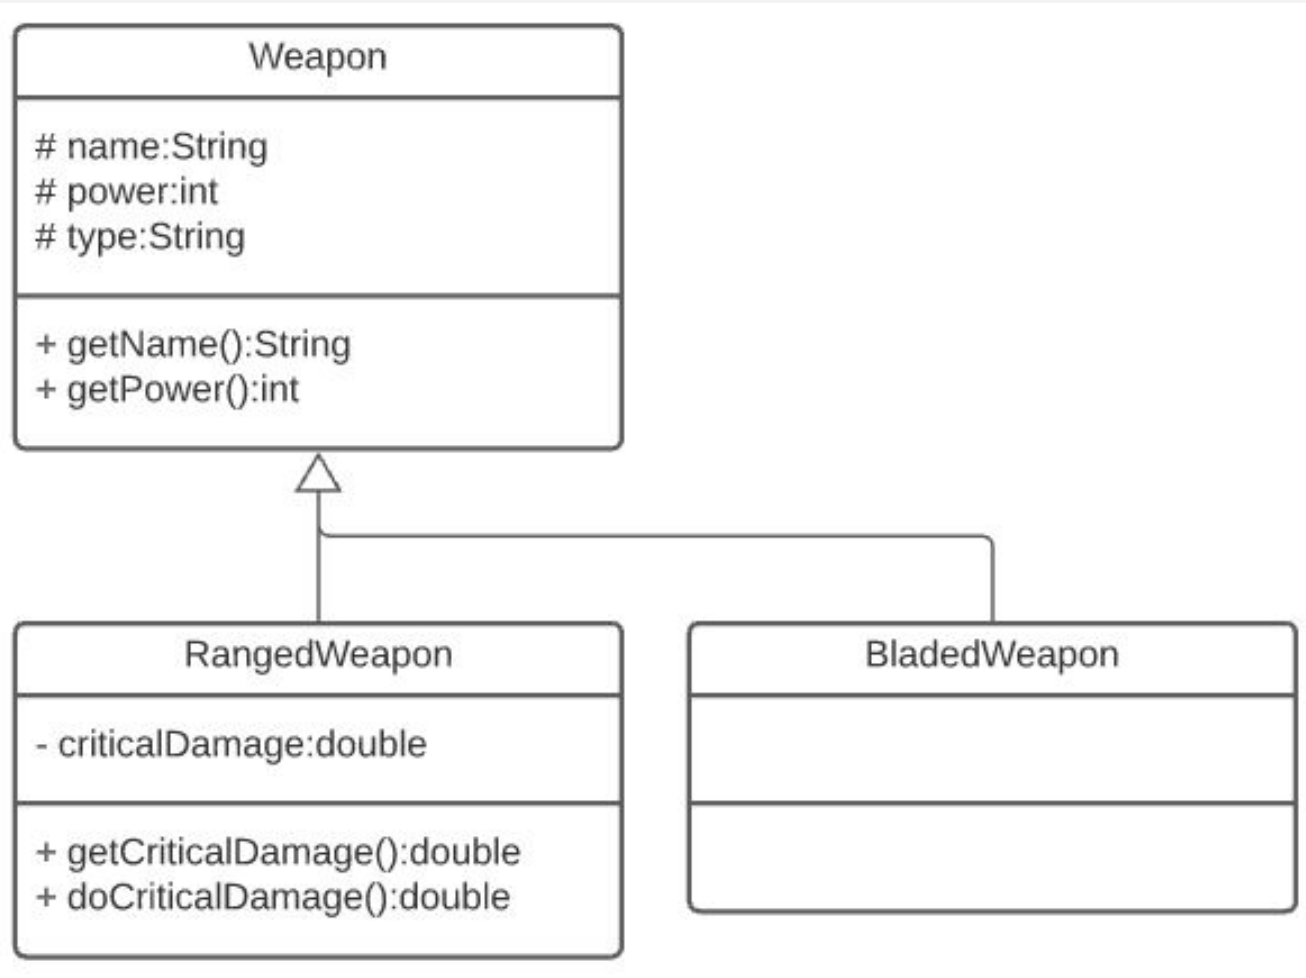 Weapon
# name:String
# power:int
# type:String
+ getName():String
+ getPower():int
RangedWeapon
- criticalDamage:double
+ getCriticalDamage():double
+ doCriticalDamage():double
BladedWeapon